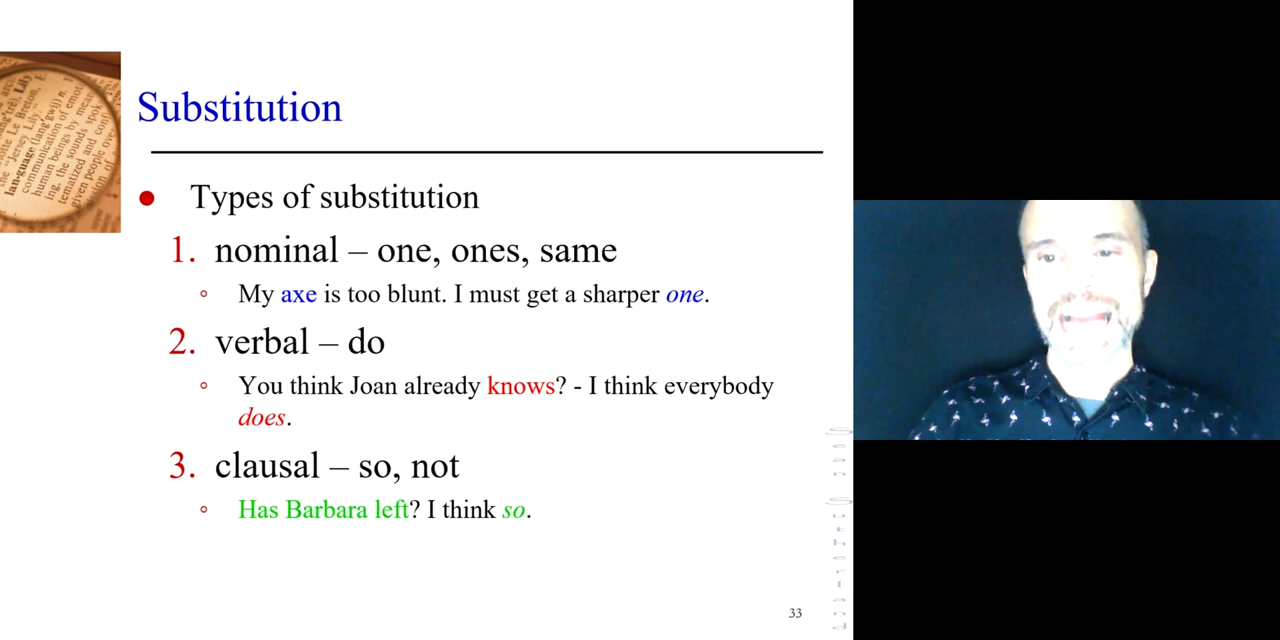 Substitution
Types of substitution
1. nominal – one, ones, same
My axe is too blunt. I must get a sharper one.
2. verbal – do
You think Joan already knows? - I think everybody
does.
3. clausal – so, not
Has Barbara left? I think so.
33